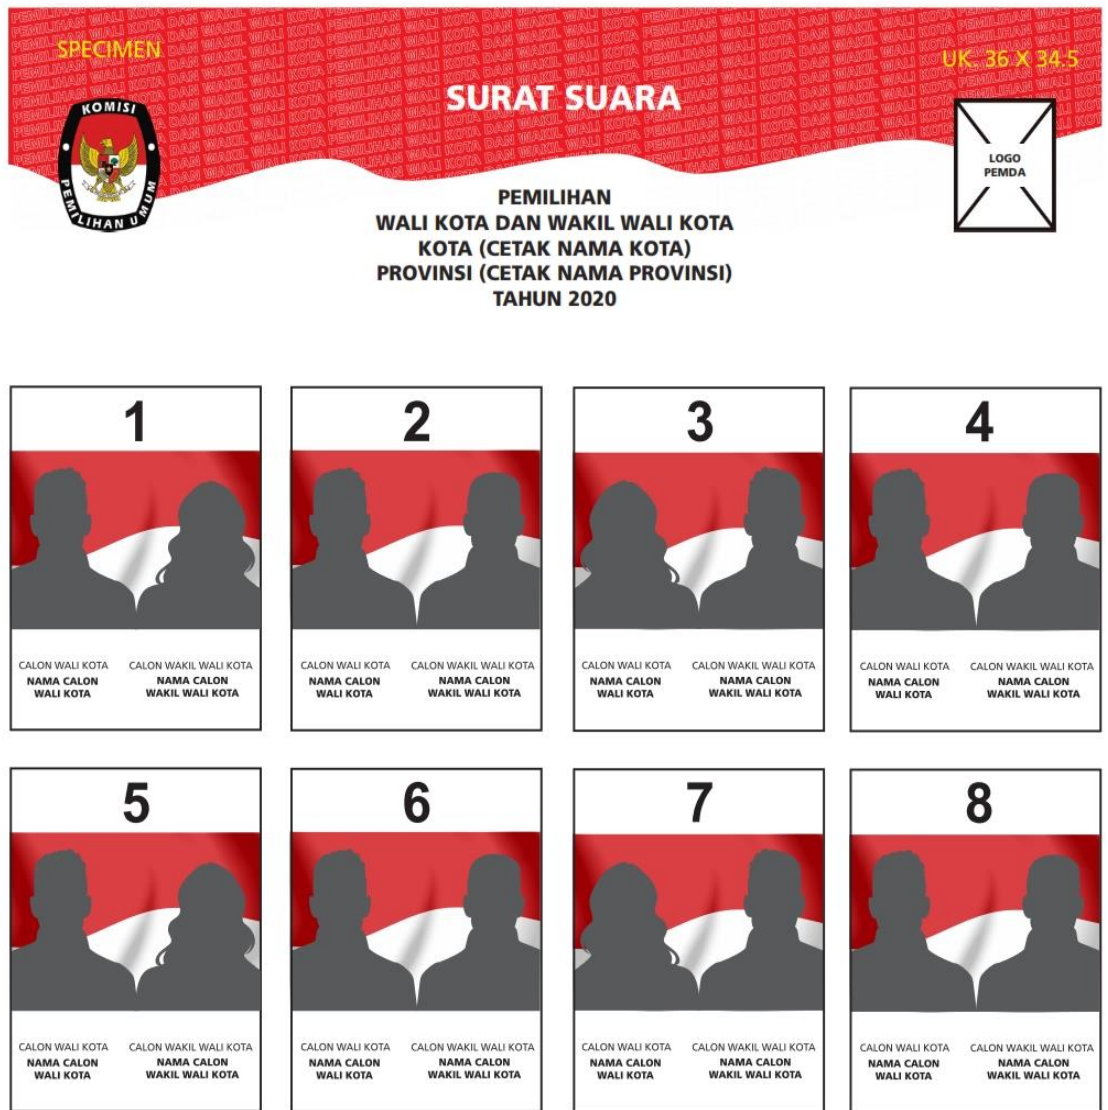 SPECIMEN
UK. 36 X 34.5
SURAT SUARA
KOMISI
PEMILIHAN UMUM
LOGO
PEMDA
PEMILIHAN
WALI KOTA DAN WAKIL WALI KOTA
KOTA (CETAK NAMA KOTA)
PROVINSI (CETAK NAMA PROVINSI)
TAHUN 2020
1
CALON WALI KOTA
NAMA CALON
WALI KOTA
CALON WAKIL WALI KOTA
NAMA CALON
WAKIL WALI KOTA
2
CALON WALI KOTA
NAMA CALON
WALI KOTA
CALON WAKIL WALI KOTA
NAMA CALON
WAKIL WALI KOTA
3
CALON WALI KOTA
NAMA CALON
WALI KOTA
CALON WAKIL WALI KOTA
NAMA CALON
WAKIL WALI KOTA
4
CALON WALI KOTA
NAMA CALON
WALI KOTA
CALON WAKIL WALI KOTA
NAMA CALON
WAKIL WALI KOTA
5
CALON WALI KOTA
NAMA CALON
WALI KOTA
CALON WAKIL WALI KOTA
NAMA CALON
WAKIL WALI KOTA
6
CALON WALI KOTA
NAMA CALON
WALI KOTA
CALON WAKIL WALI KOTA
NAMA CALON
WAKIL WALI KOTA
7
CALON WALI KOTA
NAMA CALON
WALI KOTA
CALON WAKIL WALI KOTA
NAMA CALON
WAKIL WALI KOTA
8
CALON WALI KOTA
NAMA CALON
WALI KOTA
CALON WAKIL WALI KOTA
NAMA CALON
WAKIL WALI KOTA